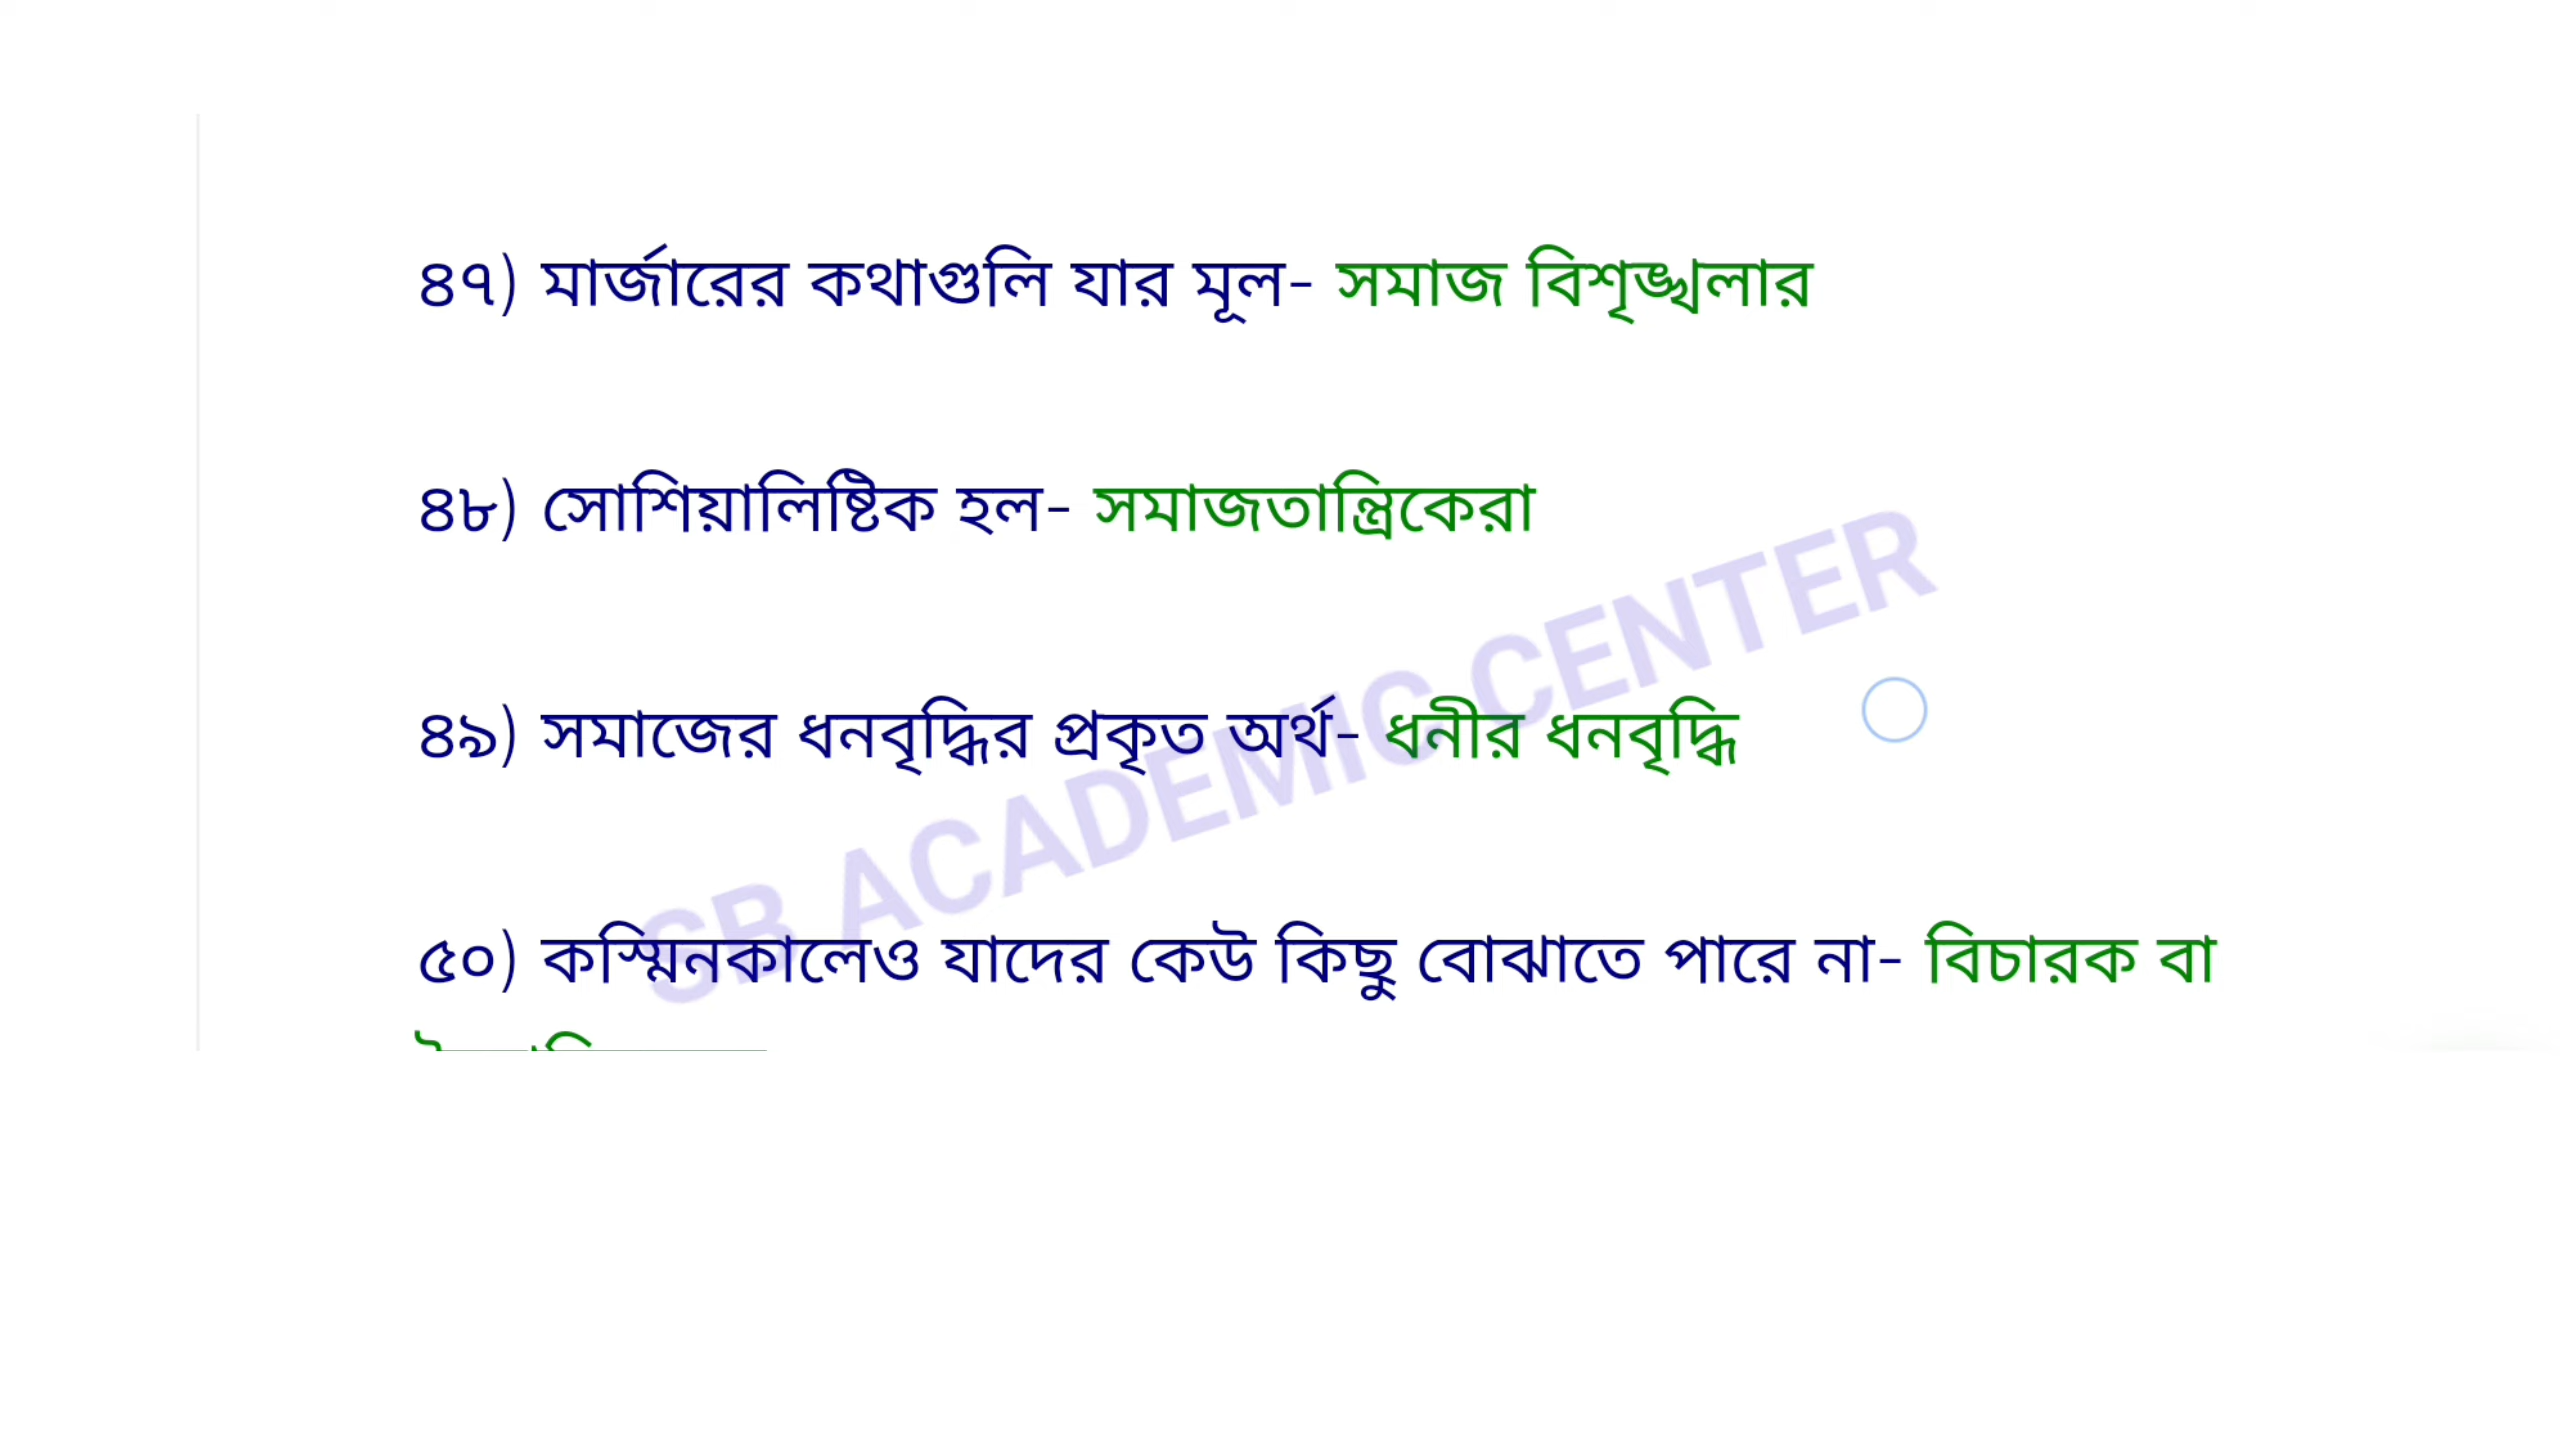 ৪৭) মার্জারের কথাগুলি যার মূল- সমাজ বিশৃঙ্খলার
৪৮) সোশিয়ালিষ্টিক হল- সমাজতান্ত্রিকেরা
৪৯) সমাজের ধনবৃদ্ধির প্রকৃত অর্থ- ধনীর ধনবৃদ্ধি
৫০) কস্মিনকালেও যাদের কেউ কিছু বোঝাতে পারে না- বিচারক বা
SB ACADEMIC CENTER